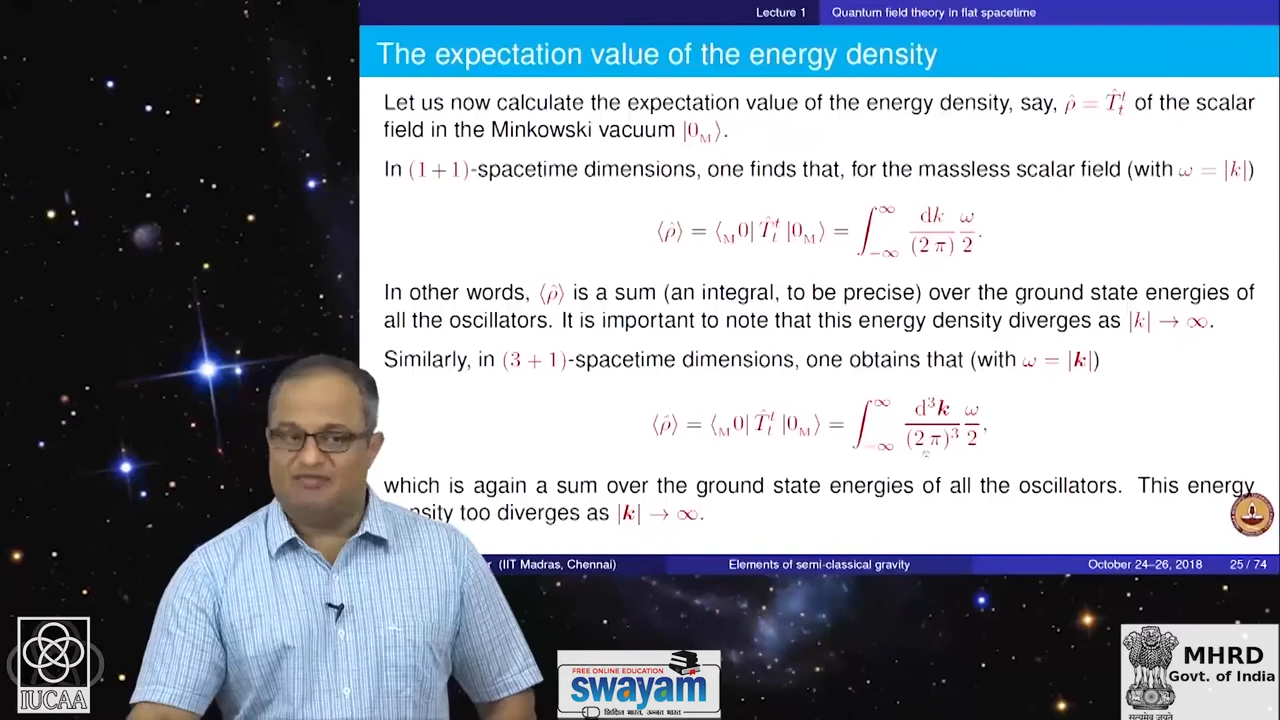 Lecture 1 Quantum field theory in flat spacetime
The expectation value of the energy density
Let us now calculate the expectation value of the energy density, say, ρ̂ = T̂ᵗₜ of the scalar
field in the Minkowski vacuum |0_M⟩.
In (1+1)-spacetime dimensions, one finds that, for the massless scalar field (with ω = |k|)
⟨ρ̂⟩ = ⟨_M0| T̂ᵗₜ |0_M⟩ = ∫_{-∞}^{∞} dk/(2π) ω/2.
In other words, ⟨ρ̂⟩ is a sum (an integral, to be precise) over the ground state energies of
all the oscillators. It is important to note that this energy density diverges as |k| → ∞.
Similarly, in (3 + 1)-spacetime dimensions, one obtains that (with ω = |k|)
⟨ρ̂⟩ = ⟨_M0| T̂ᵗₜ |0_M⟩ = ∫_{-∞}^{∞} d³k/(2π)³ ω/2,
which is again a sum over the ground state energies of all the oscillators. This energy
too diverges as |k| → ∞.
(IIT Madras, Chennai) Elements of semi-classical gravity October 24–26, 2018 25 / 74
IUCAA
FREE ONLINE EDUCATION
swayam
शिक्षित भारत, उन्नत भारत
सत्यमेव जयते
MHRD
Govt. of India